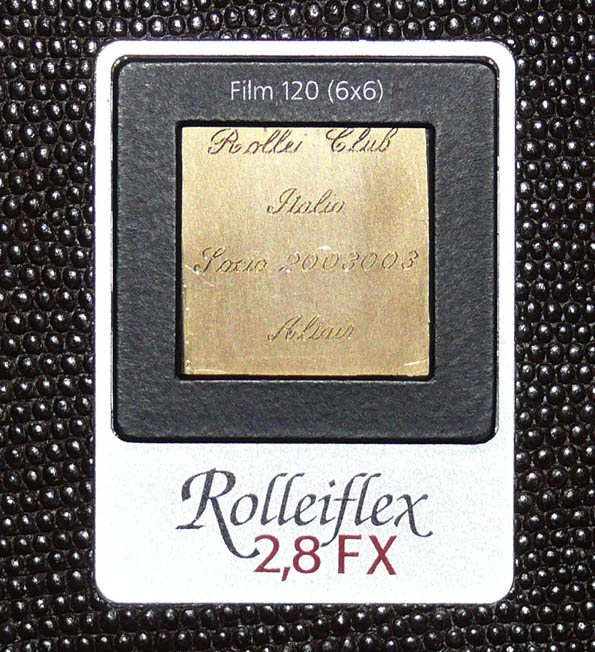 Film 120 (6x6)
Rollei Club
Italia
Socio 2003003
Altair
Rolleiflex
2,8 FX